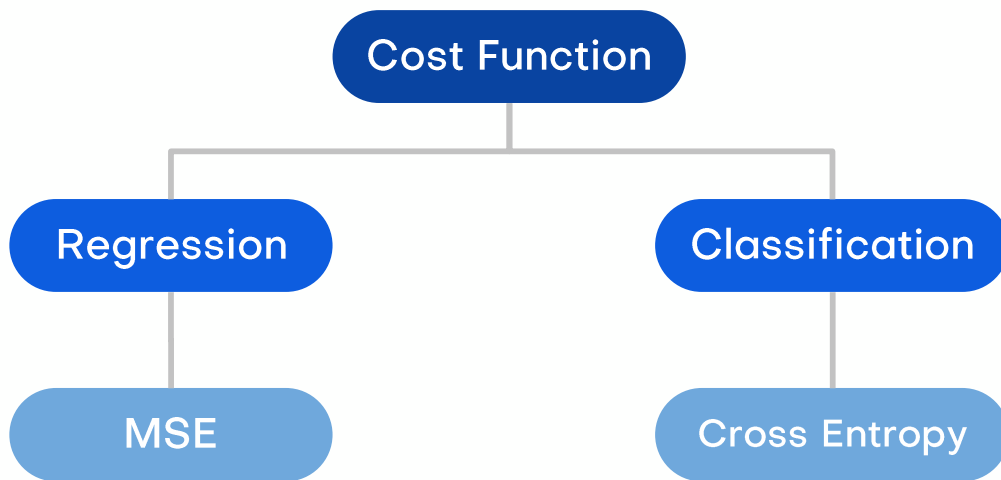 Cost Function
Regression
Classification
MSE
Cross Entropy